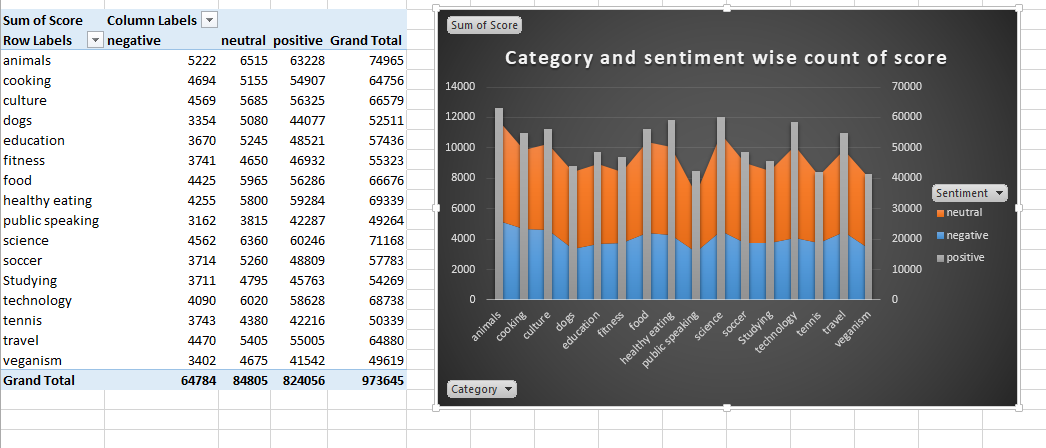 Sum of Score Column Labels
Row Labels negative neutral positive Grand Total
animals 5222 6515 63228 74965
cooking 4694 5155 54907 64756
culture 4569 5685 56325 66579
dogs 3354 5080 44077 52511
education 3670 5245 48521 57436
fitness 3741 4650 46932 55323
food 4425 5965 56286 66676
healthy eating 4255 5800 59284 69339
public speaking 3162 3815 42287 49264
science 4562 6360 60246 71168
soccer 3714 5260 48809 57783
Studying 3711 4795 45763 54269
technology 4090 6020 58628 68738
tennis 3743 4380 42216 50339
travel 4470 5405 55005 64880
veganism 3402 4675 41542 49619
Grand Total 64784 84805 824056 973645
Sum of Score
Category and sentiment wise count of score
14000 70000
12000 60000
10000 50000
8000 40000
6000 30000
4000 20000
2000 10000
0 0
Sentiment
neutral
negative
positive
animals
cooking
culture
dogs
education
fitness
food
healthy eating
public speaking
science
soccer
Studying
technology
tennis
travel
veganism
Category